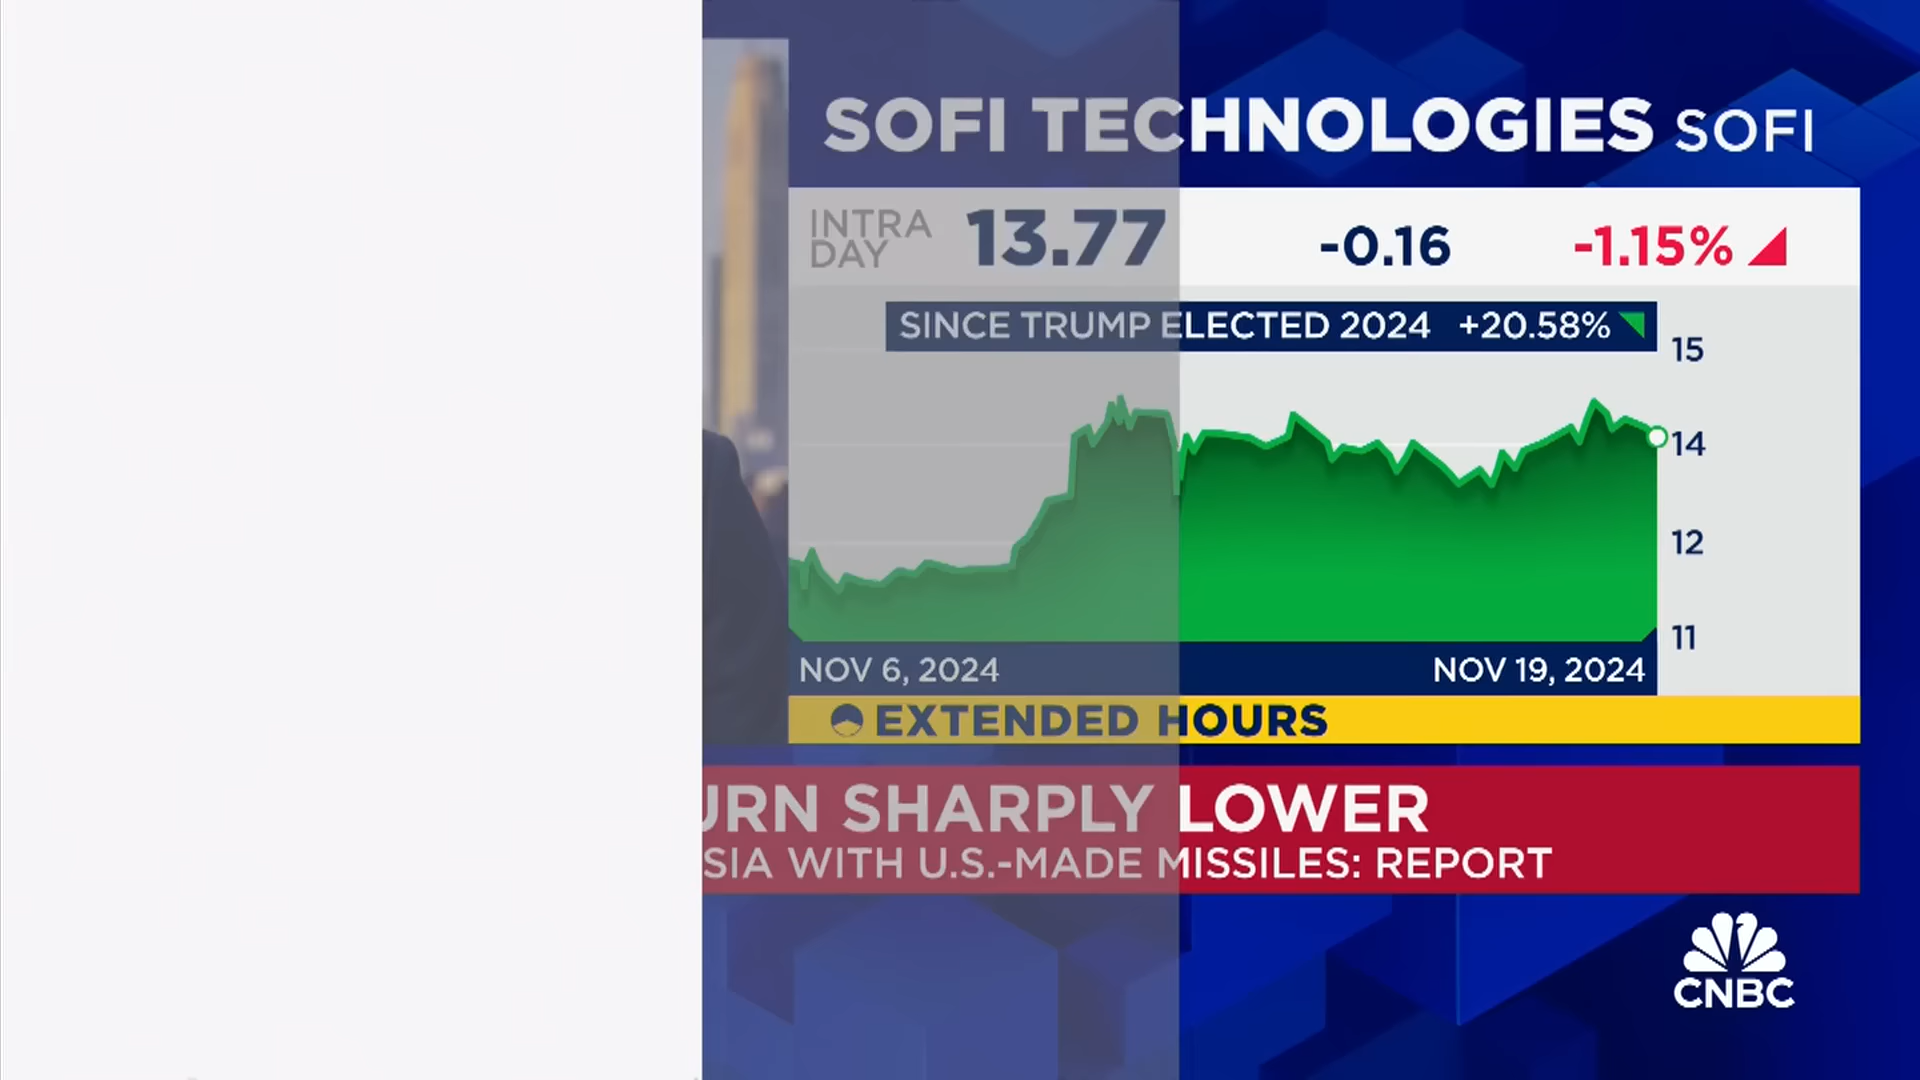 SOFI TECHNOLOGIES SOFI
INTRA DAY 13.77 -0.16 -1.15%
SINCE TRUMP ELECTED 2024 +20.58%
15
14
12
11
NOV 6, 2024 NOV 19, 2024
EXTENDED HOURS
URN SHARPLY LOWER
SIA WITH U.S.-MADE MISSILES: REPORT
CNBC